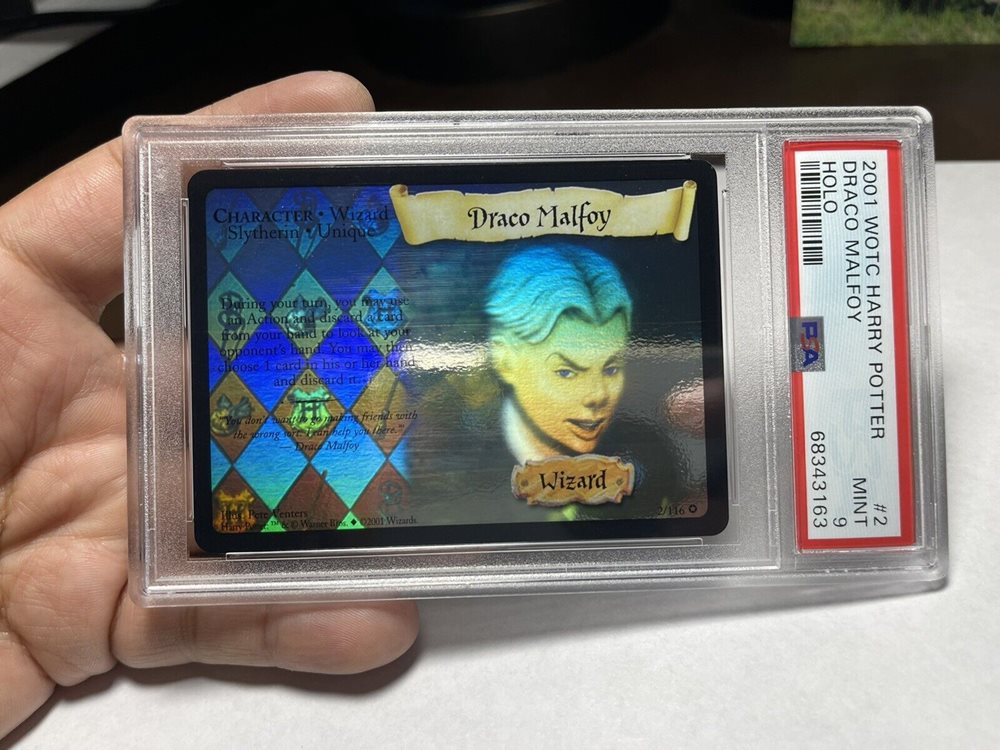 Draco Malfoy
CHARACTER • Wizard
Slytherin • Unique
During your turn, you may use
an Action and discard a card
from your hand to look at your
opponent's hand. You may then
choose 1 card in his or her hand
and discard it.
"You don't want to go making friends with
the wrong sort. I can help you there."
— Draco Malfoy
Illus. Pete Venters
Harry Potter,™ & © Warner Bros. ◆ ©2001 Wizards.
Wizard
2/116
2001 WOTC HARRY POTTER #2
DRACO MALFOY MINT
HOLO 9
PSA
68343163